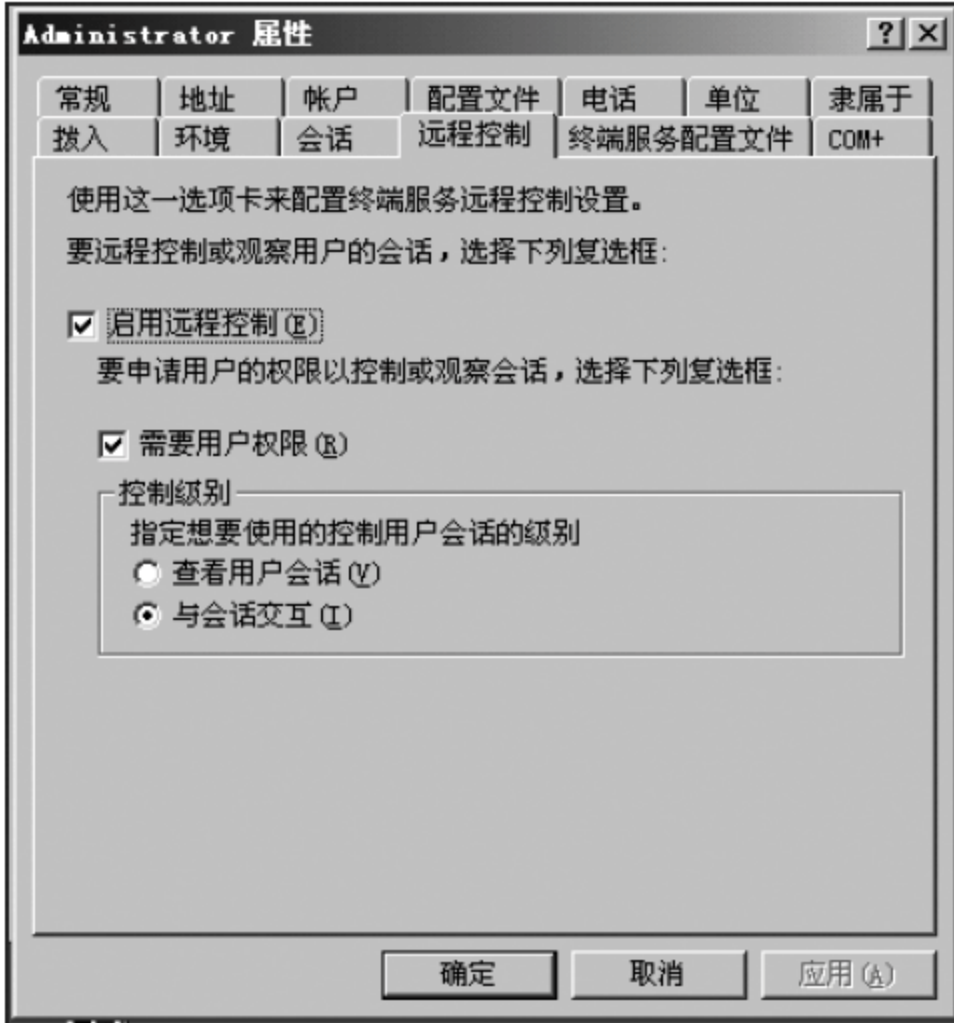 Administrator 属性
常规 地址 帐户 配置文件 电话 单位 隶属于
拨入 环境 会话 远程控制 终端服务配置文件 COM+
使用这一选项卡来配置终端服务远程控制设置。
要远程控制或观察用户的会话，选择下列复选框:
启用远程控制(E)
要申请用户的权限以控制或观察会话，选择下列复选框:
需要用户权限(R)
控制级别
指定想要使用的控制用户会话的级别
查看用户会话(V)
与会话交互(I)
确定 取消 应用(A)